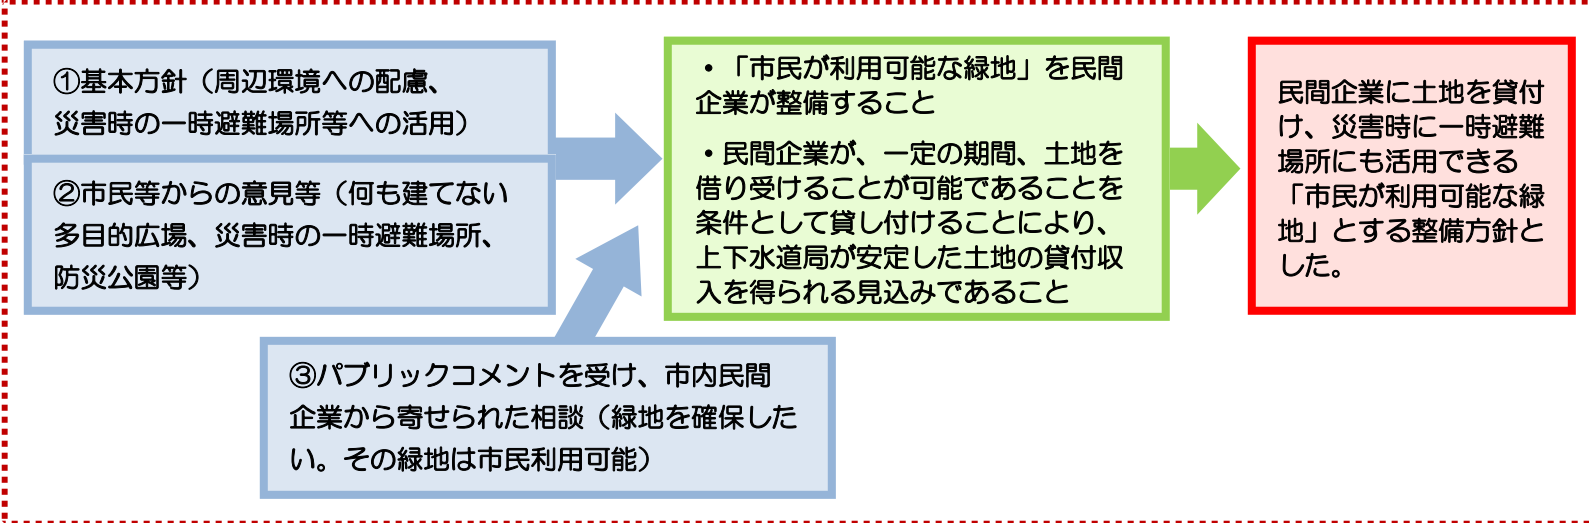 ①基本方針（周辺環境への配慮、
災害時の一時避難場所等への活用）
②市民等からの意見等（何も建てない
多目的広場、災害時の一時避難場所、
防災公園等）
③パブリックコメントを受け、市内民間
企業から寄せられた相談（緑地を確保した
い。その緑地は市民利用可能）
・「市民が利用可能な緑地」を民間
企業が整備すること
・民間企業が、一定の期間、土地を
借り受けることが可能であることを
条件として貸し付けることにより、
上下水道局が安定した土地の貸付収
入を得られる見込みであること
民間企業に土地を貸付
け、災害時に一時避難
場所にも活用できる
「市民が利用可能な緑
地」とする整備方針と
した。